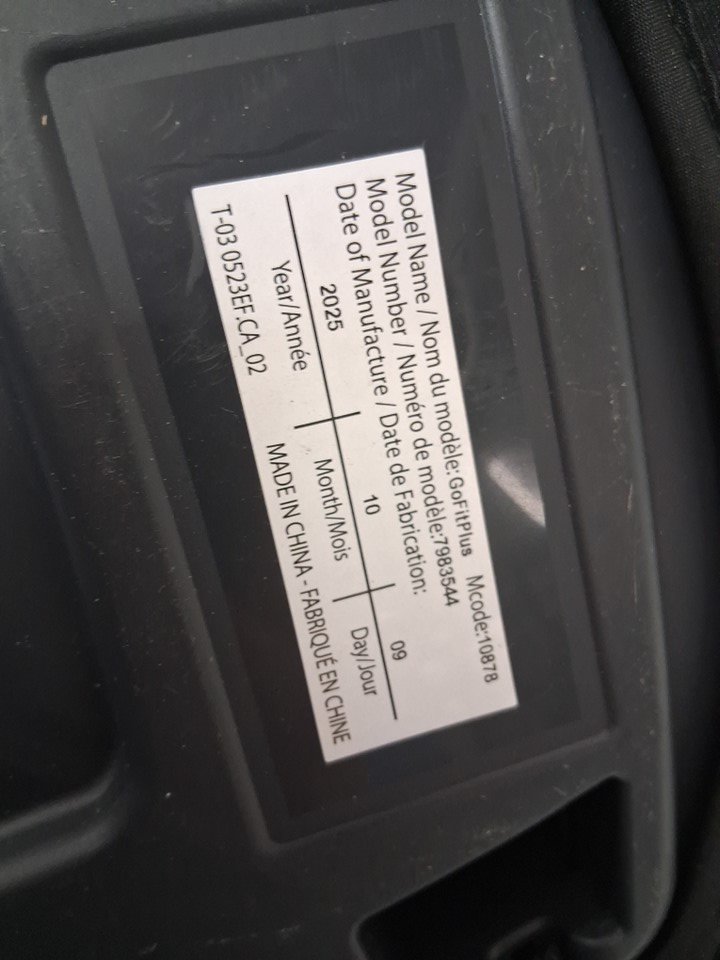 Model Name / Nom du modèle: GoFitPlus Mcode:10878
Model Number / Numéro de modèle:7983544
Date of Manufacture / Date de Fabrication:
2025 10 09
Year/Année Month/Mois Day/Jour
T-03 0523EF.CA_02 MADE IN CHINA - FABRIQUÉ EN CHINE